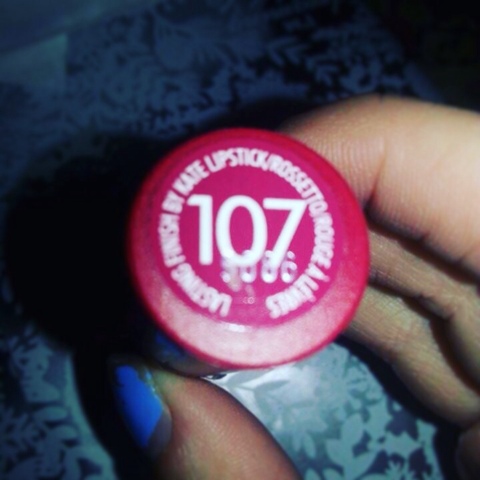 LASTING FINISH BY KATE LIPSTICK/ROSSETTO/ROUGE À LÈVRES
107